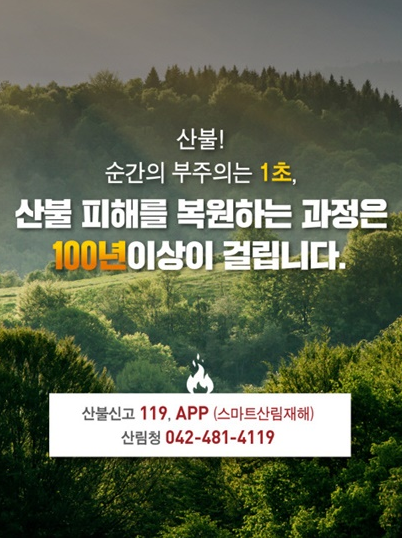 산불!
순간의 부주의는 1초,
산불 피해를 복원하는 과정은
100년이상이 걸립니다.
산불신고 119, APP (스마트산림재해)
산림청 042-481-4119